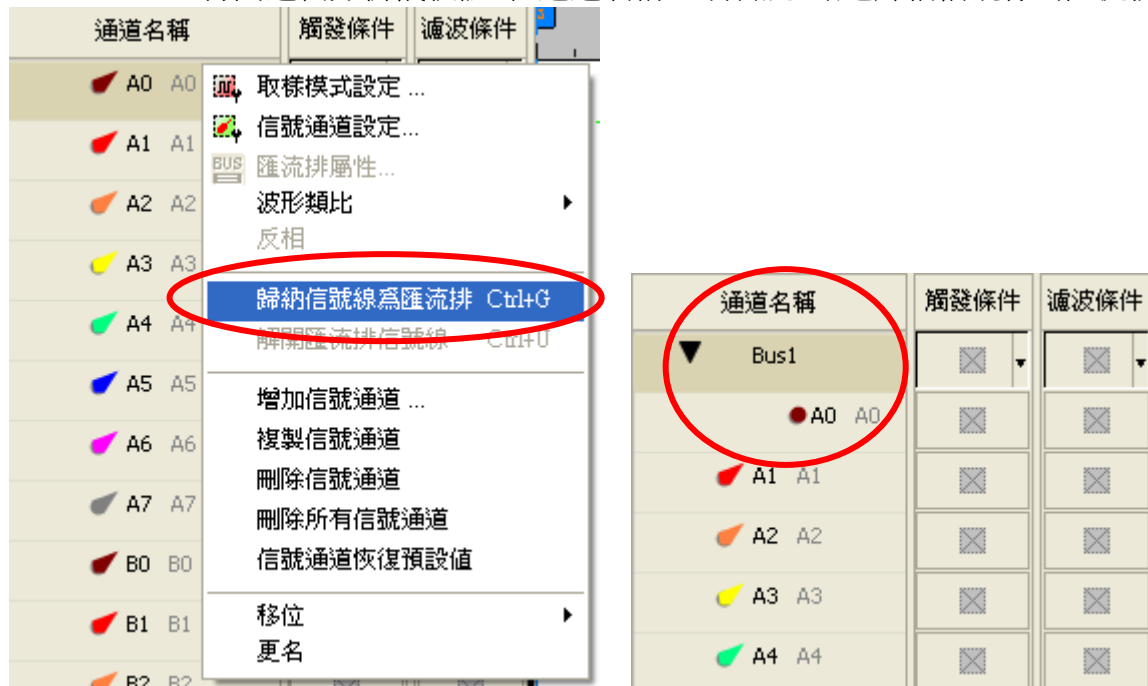 通道名稱 觸發條件 濾波條件
A0 A0
A1 A1
A2 A2
A3 A3
A4 A4
A5 A5
A6 A6
A7 A7
B0 B0
B1 B1
B2 B2
取樣模式設定 ...
信號通道設定...
BUS 匯流排屬性...
波形類比
反相
歸納信號線爲匯流排 Ctrl+G
解開匯流排信號線 Ctrl+U
增加信號通道 ...
複製信號通道
刪除信號通道
刪除所有信號通道
信號通道恢復預設値
移位
更名
通道名稱 觸發條件 濾波條件
Bus1
A0 A0
A1 A1
A2 A2
A3 A3
A4 A4